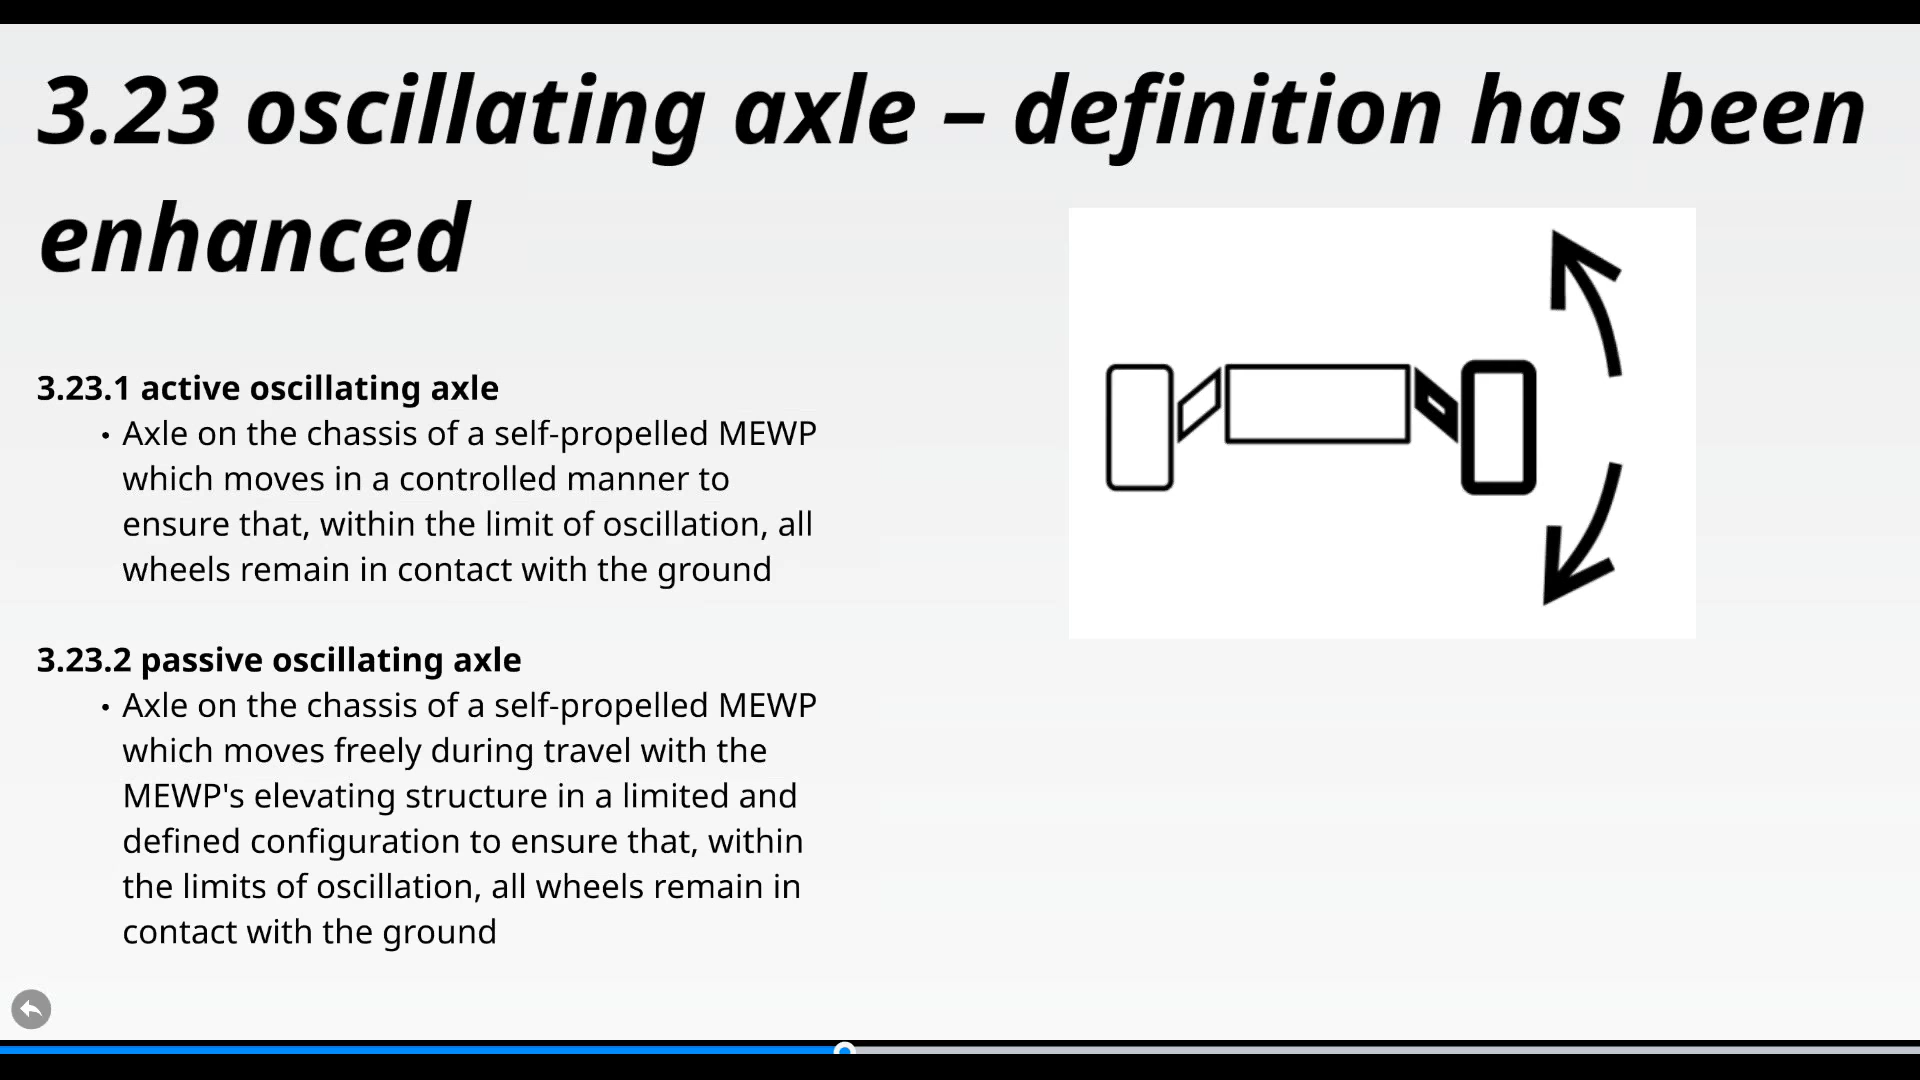 3.23 oscillating axle – definition has been
enhanced
3.23.1 active oscillating axle
• Axle on the chassis of a self-propelled MEWP
which moves in a controlled manner to
ensure that, within the limit of oscillation, all
wheels remain in contact with the ground
3.23.2 passive oscillating axle
• Axle on the chassis of a self-propelled MEWP
which moves freely during travel with the
MEWP's elevating structure in a limited and
defined configuration to ensure that, within
the limits of oscillation, all wheels remain in
contact with the ground